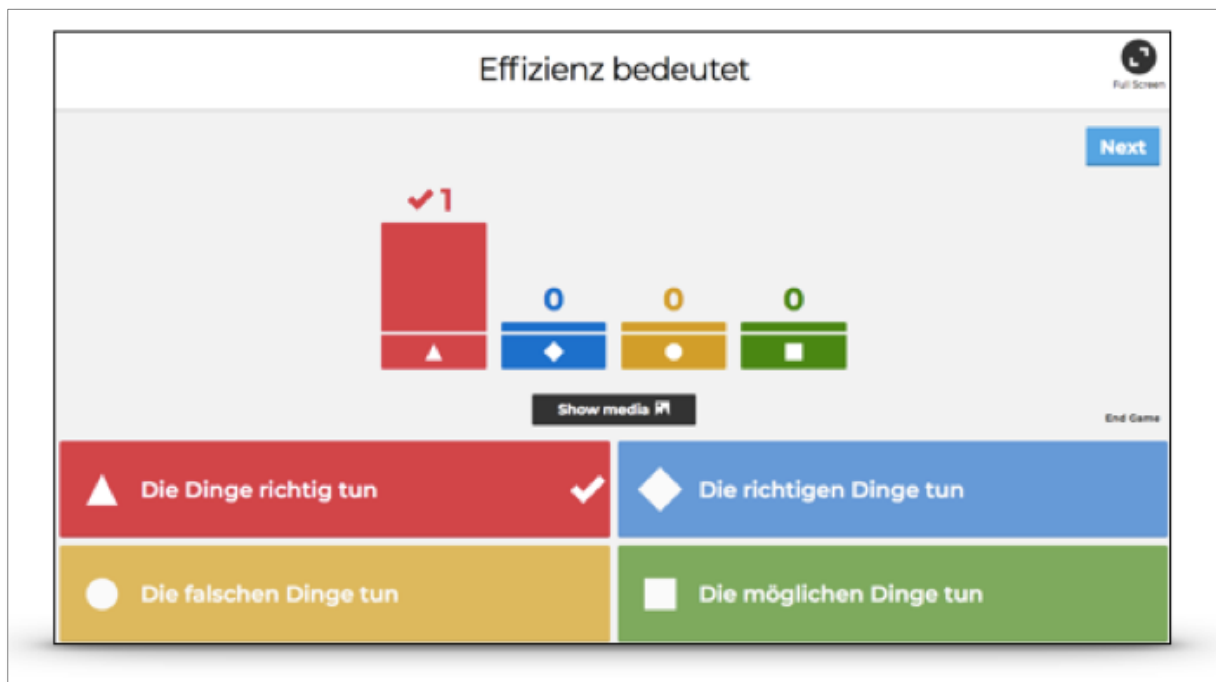 Effizienz bedeutet
Full Screen
Next
1
0
0
0
Show media
End Game
Die Dinge richtig tun
Die richtigen Dinge tun
Die falschen Dinge tun
Die möglichen Dinge tun